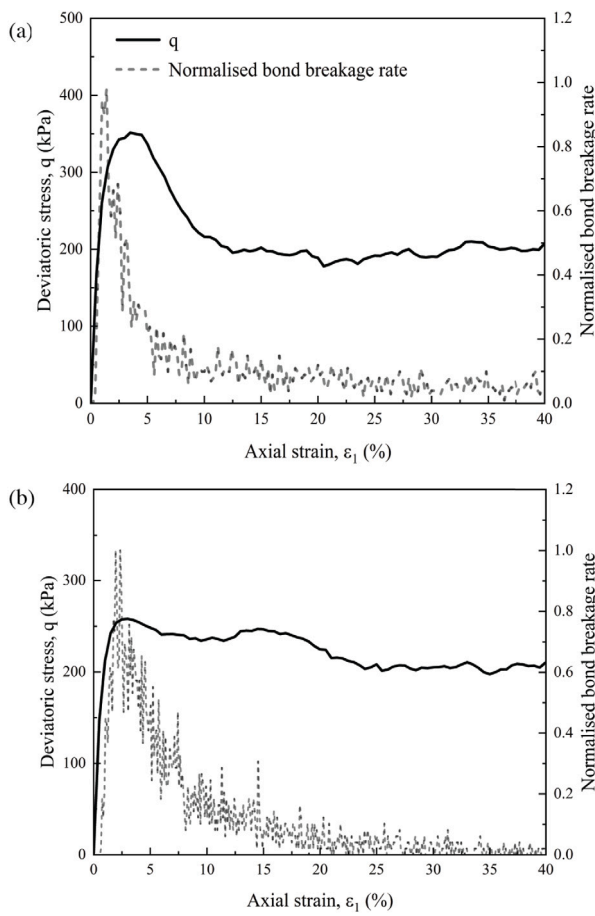 (a)
500
400
300
200
100
0
1.2
1.0
0.8
0.6
0.4
0.2
0.0
q
Normalised bond breakage rate
Deviatoric stress, q (kPa)
Normalised bond breakage rate
0 5 10 15 20 25 30 35 40
Axial strain, ε₁ (%)
(b)
400
300
200
100
0
1.2
1.0
0.8
0.6
0.4
0.2
0.0
Deviatoric stress, q (kPa)
Normalised bond breakage rate
0 5 10 15 20 25 30 35 40
Axial strain, ε₁ (%)